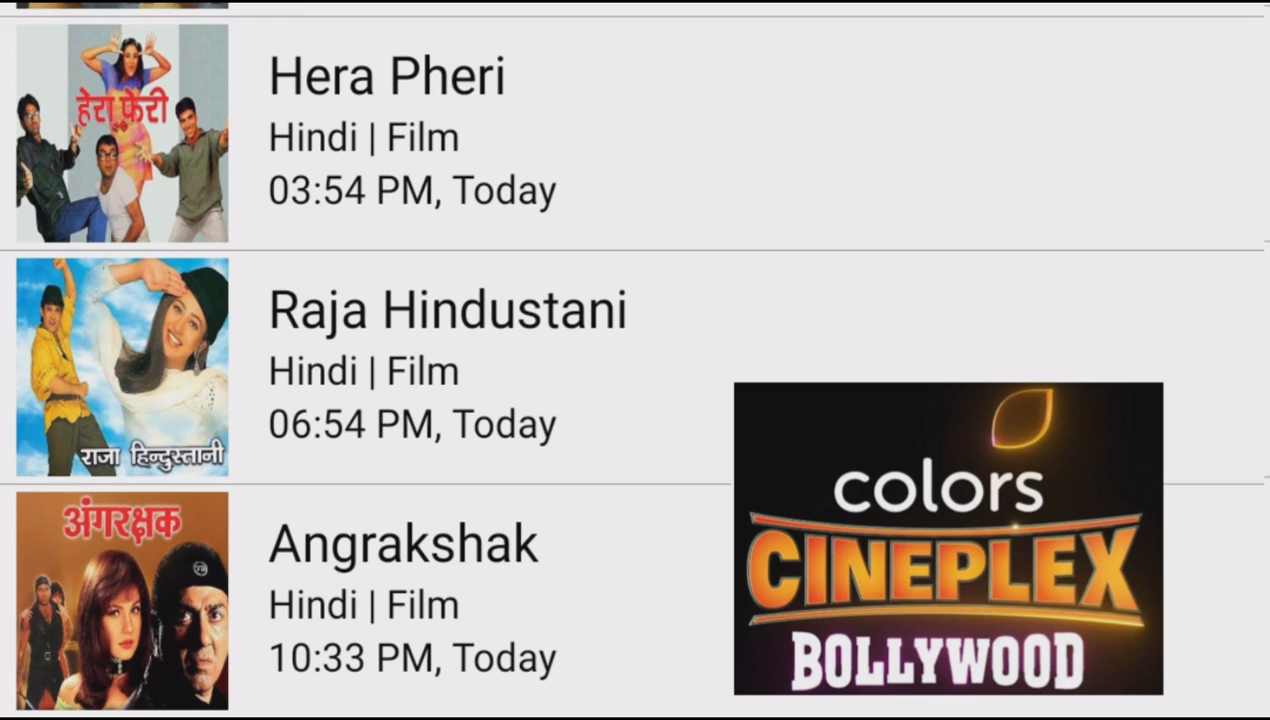 हेरा फेरी
Hera Pheri
Hindi | Film
03:54 PM, Today
राजा हिन्दुस्तानी
Raja Hindustani
Hindi | Film
06:54 PM, Today
अंगरक्षक
Angrakshak
Hindi | Film
10:33 PM, Today
colors
CINEPLEX
BOLLYWOOD